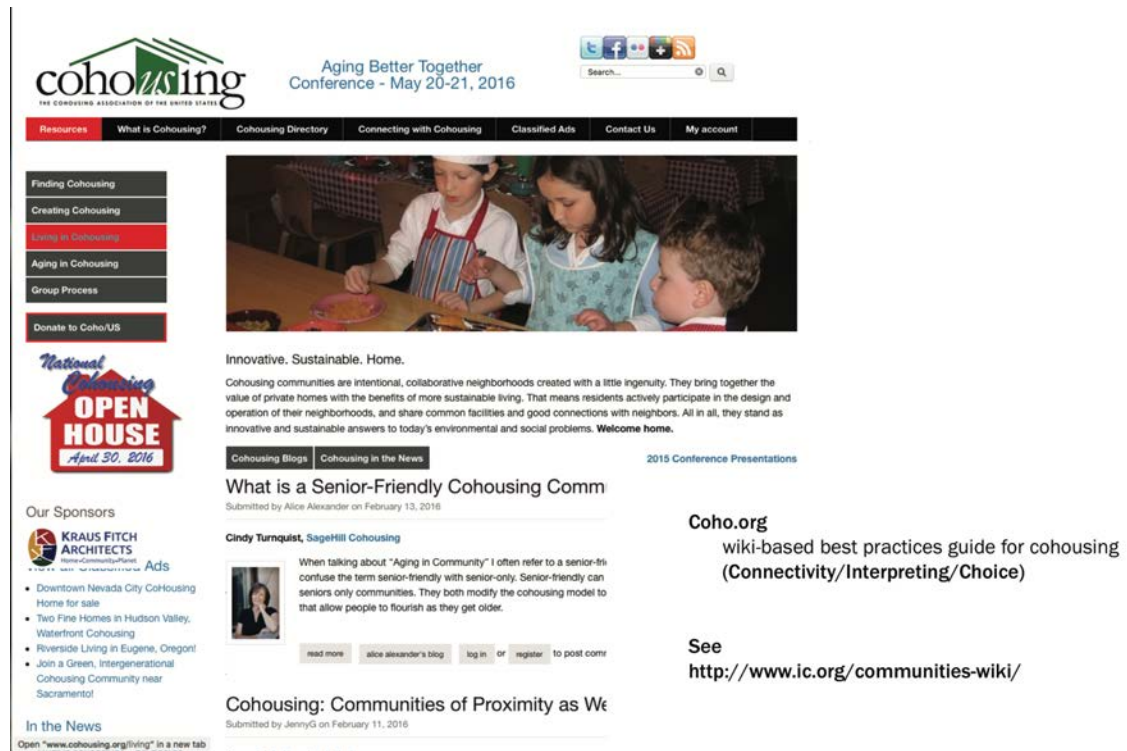 cohousing
THE COHOUSING ASSOCIATION OF THE UNITED STATES
Aging Better Together
Conference - May 20-21, 2016
Search...
Resources What is Cohousing? Cohousing Directory Connecting with Cohousing Classified Ads Contact Us My account
Finding Cohousing
Creating Cohousing
Living in Cohousing
Aging in Cohousing
Group Process
Donate to Coho/US
National
Cohousing
OPEN
HOUSE
April 30, 2016
Our Sponsors
KRAUS FITCH
ARCHITECTS
Home•Community•Planet
View all Classified Ads
Downtown Nevada City CoHousing
Home for sale
Two Fine Homes in Hudson Valley,
Waterfront Cohousing
Riverside Living in Eugene, Oregon!
Join a Green, Intergenerational
Cohousing Community near
Sacramento!
In the News
Open "www.cohousing.org/living" in a new tab
Innovative. Sustainable. Home.
Cohousing communities are intentional, collaborative neighborhoods created with a little ingenuity. They bring together the
value of private homes with the benefits of more sustainable living. That means residents actively participate in the design and
operation of their neighborhoods, and share common facilities and good connections with neighbors. All in all, they stand as
innovative and sustainable answers to today's environmental and social problems. Welcome home.
Cohousing Blogs Cohousing in the News 2015 Conference Presentations
What is a Senior-Friendly Cohousing Comm
Submitted by Alice Alexander on February 13, 2016
Cindy Turnquist, SageHill Cohousing
When talking about "Aging in Community" I often refer to a senior-frie
confuse the term senior-friendly with senior-only. Senior-friendly can
seniors only communities. They both modify the cohousing model to
that allow people to flourish as they get older.
read more alice alexander's blog log in or register to post comm
Cohousing: Communities of Proximity as We
Submitted by JennyG on February 11, 2016
Coho.org
wiki-based best practices guide for cohousing
(Connectivity/Interpreting/Choice)
See
http://www.ic.org/communities-wiki/